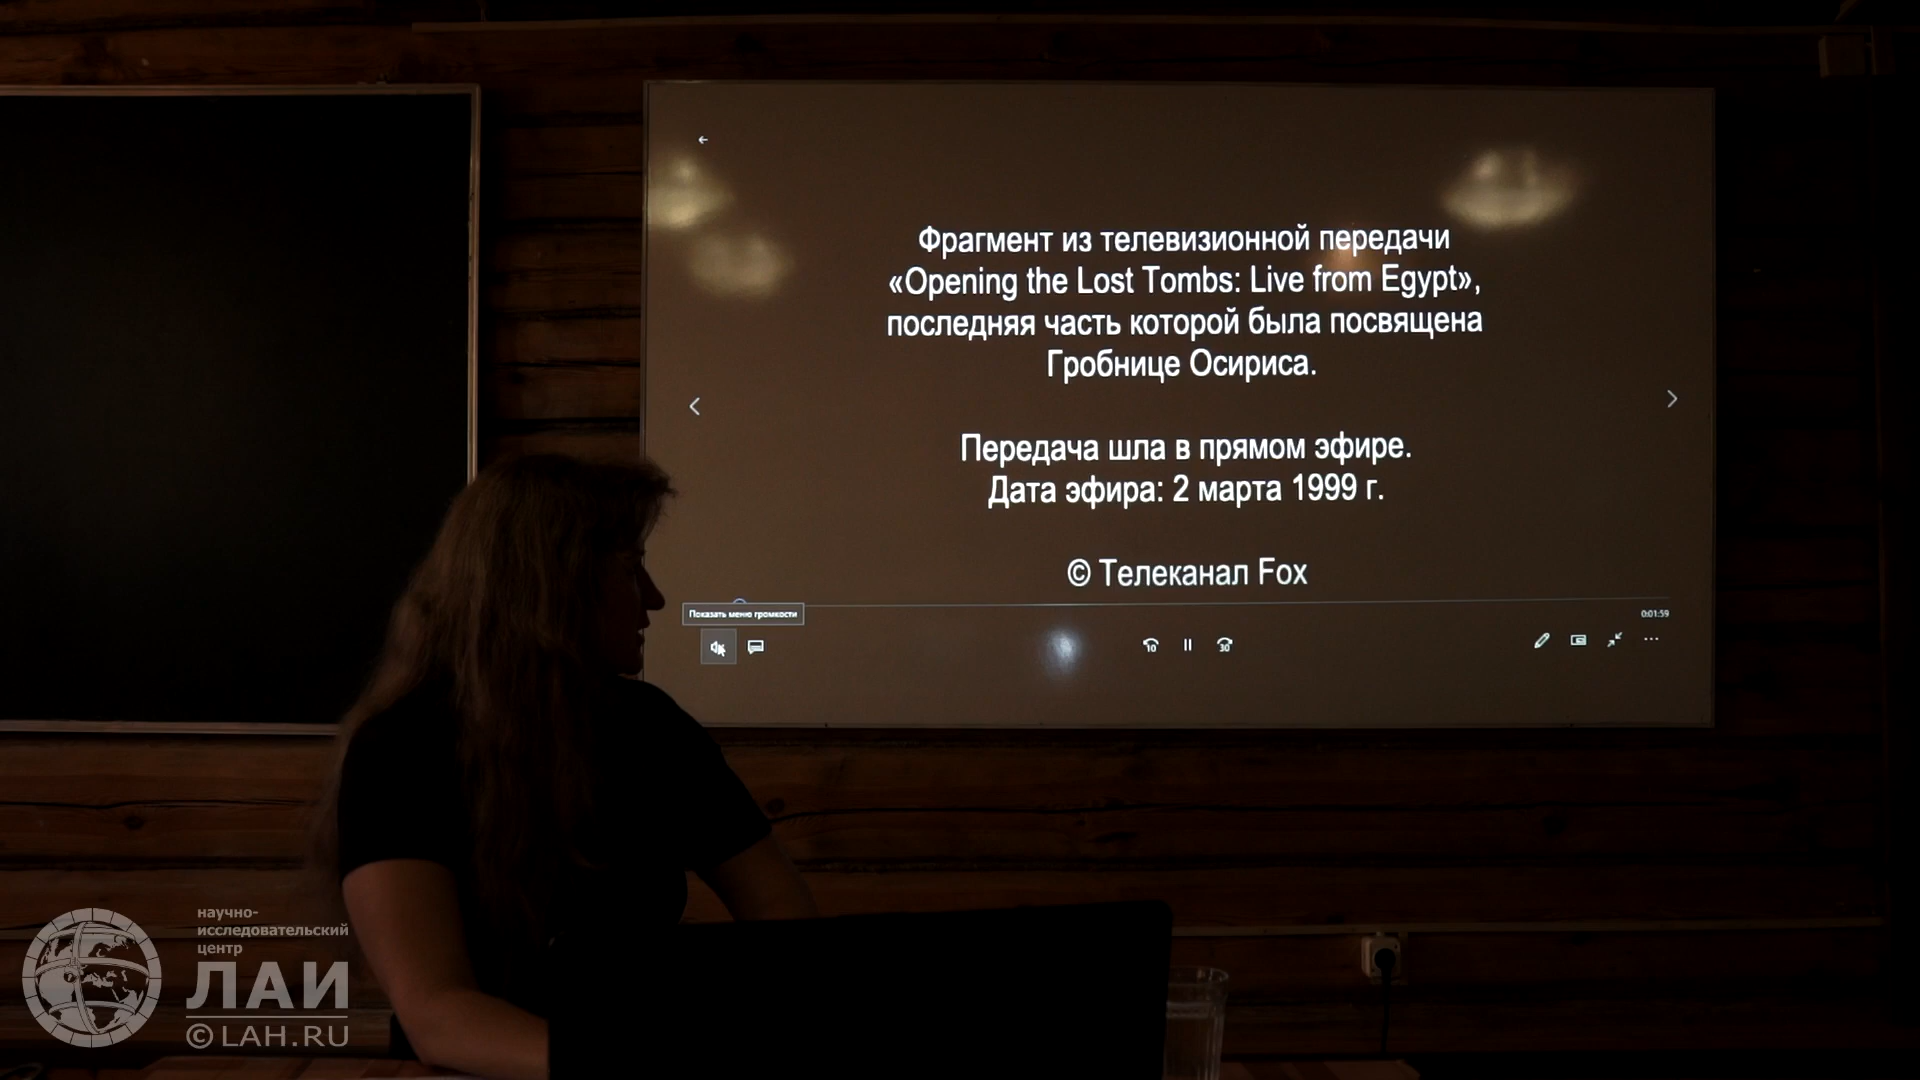 Фрагмент из телевизионной передачи
«Opening the Lost Tombs: Live from Egypt»,
последняя часть которой была посвящена
Гробнице Осириса.
Передача шла в прямом эфире.
Дата эфира: 2 марта 1999 г.
© Телеканал Fox
Показать меню громкости
0:01:59
10
30
научно-
исследовательский
центр
ЛАИ
©LAH.RU